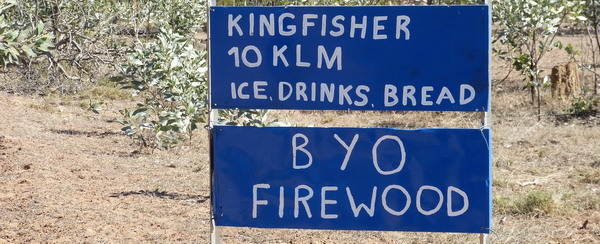 KINGFISHER
10 KLM
ICE, DRINKS, BREAD
BYO
FIREWOOD